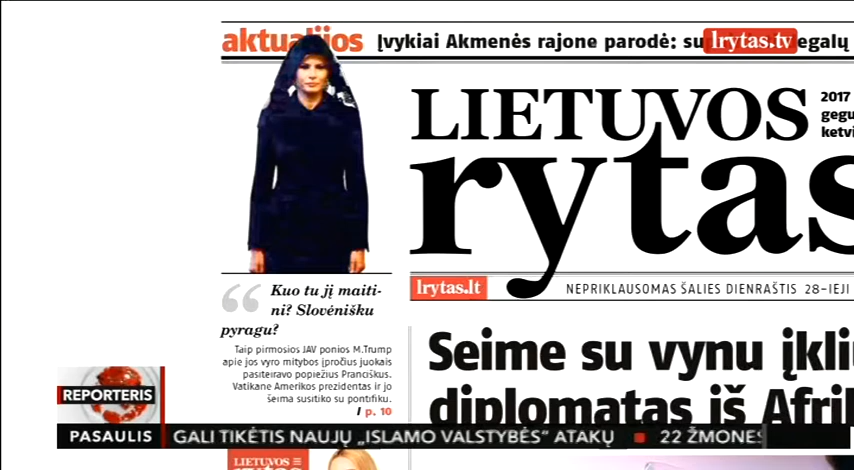 aktualijos
Įvykiai Akmenės rajone parodė:
lrytas.tv
LIETUVOS
rytas
2017
lrytas.lt
NEPRIKLAUSOMAS ŠALIES DIENRAŠTIS 28-IEJI
Kuo tu jį maiti-
ni? Slovėnišku
pyragu?
Taip pirmosios JAV ponios M.Trump
apie jos vyro mitybos įpročius juokais
pasiteiravo popiežius Pranciškus.
Vatikane Amerikos prezidentas ir jo
šeima susitiko su pontifiku.
/ p. 10
Seime su vynu
diplomatas iš
REPORTERIS
PASAULIS
GALI TIKĖTIS NAUJŲ „ISLAMO VALSTYBĖS“ ATAKŲ ■ 22 ŽMONES
LIETUVOS